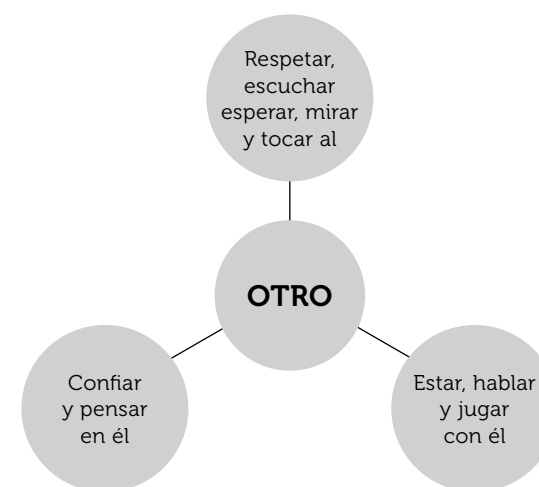 Respetar,
escuchar
esperar, mirar
y tocar al
OTRO
Confiar
y pensar
en él
Estar, hablar
y jugar
con él